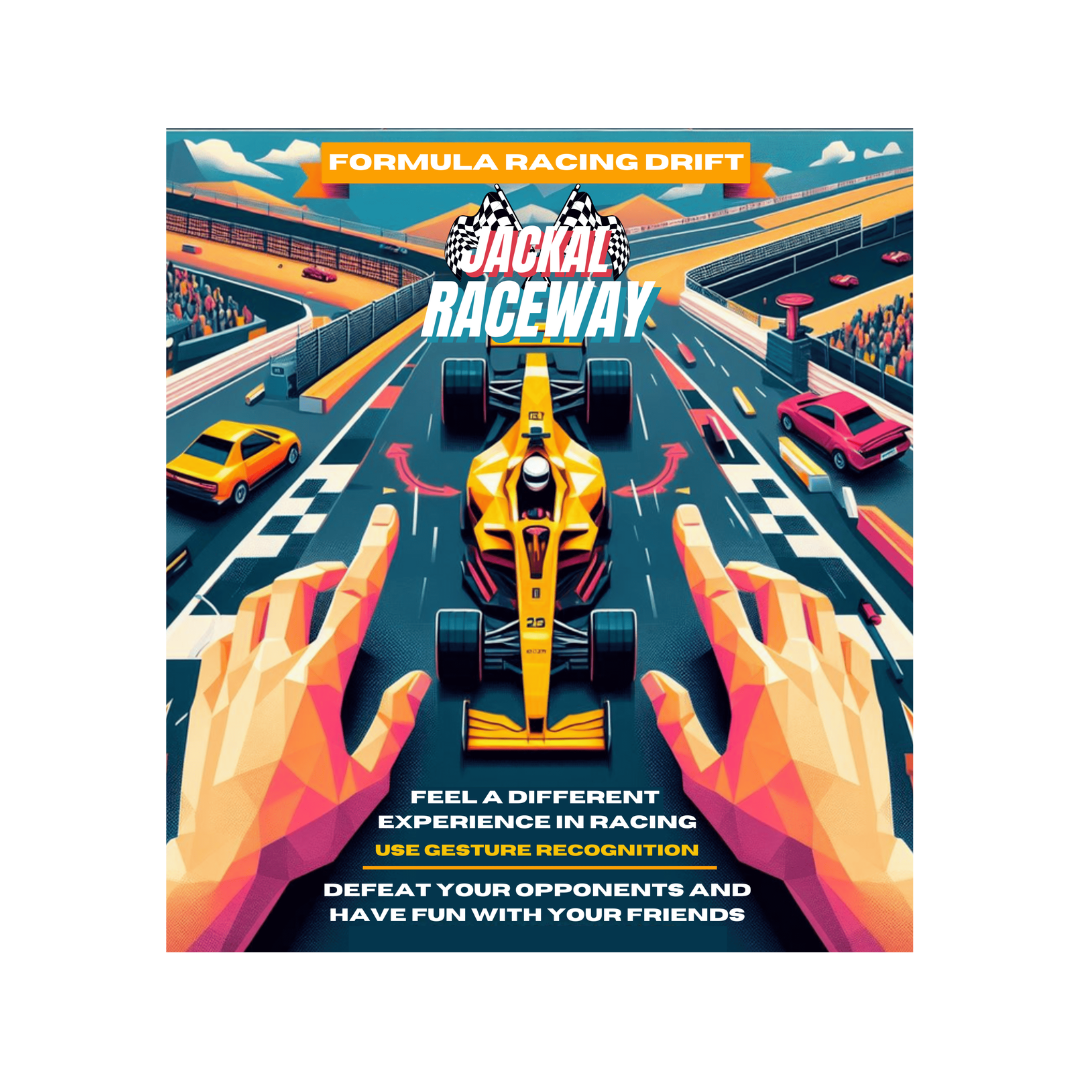 FORMULA RACING DRIFT
JACKAL
RACEWAY
FEEL A DIFFERENT
EXPERIENCE IN RACING
USE GESTURE RECOGNITION
DEFEAT YOUR OPPONENTS AND
HAVE FUN WITH YOUR FRIENDS